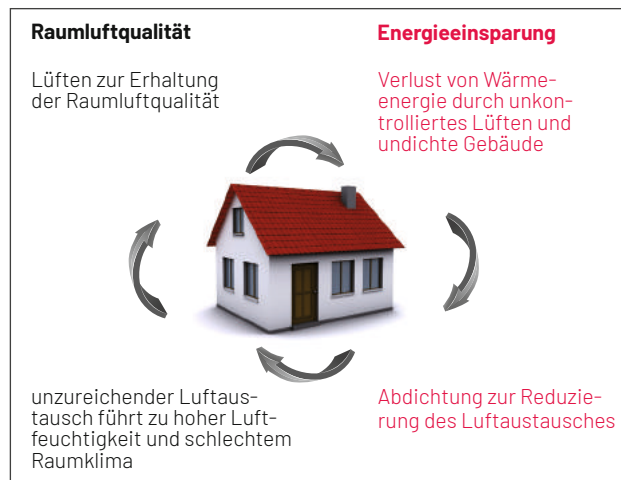 Raumluftqualität
Lüften zur Erhaltung
der Raumluftqualität
Energieeinsparung
Verlust von Wärme-
energie durch unkon-
trolliertes Lüften und
undichte Gebäude
unzureichender Luftaus-
tausch führt zu hoher Luft-
feuchtigkeit und schlechtem
Raumklima
Abdichtung zur Reduzie-
rung des Luftaustausches